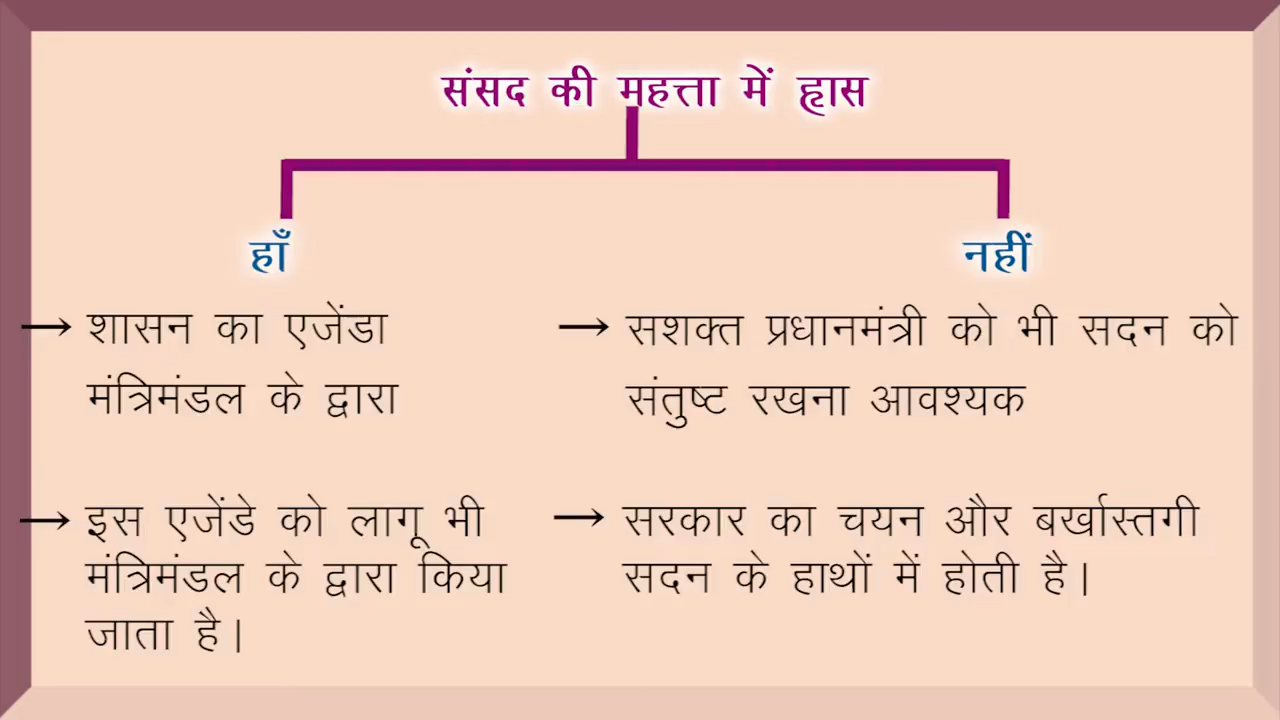 संसद की महत्ता में हृास
हाँ
नहीं
→ शासन का एजेंडा
मंत्रिमंडल के द्वारा
→ इस एजेंडे को लागू भी
मंत्रिमंडल के द्वारा किया
जाता है।
→ सशक्त प्रधानमंत्री को भी सदन को
संतुष्ट रखना आवश्यक
→ सरकार का चयन और बर्खास्तगी
सदन के हाथों में होती है।